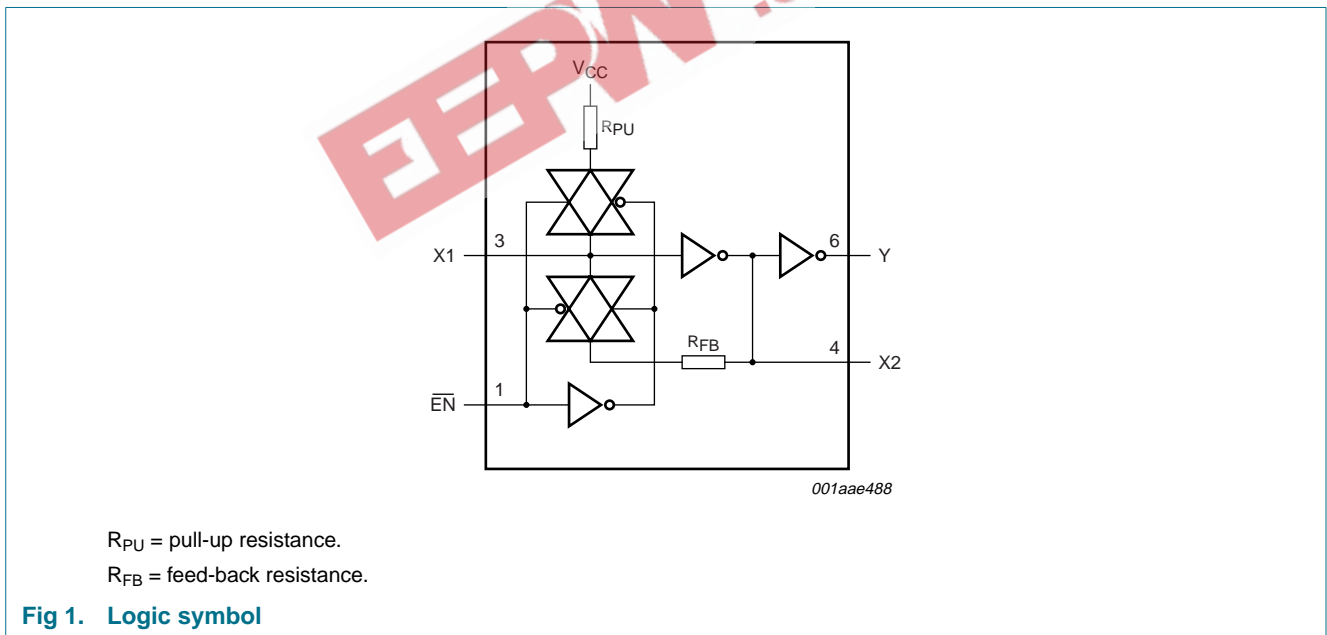 EEPW
VCC
RPU
X1
3
6
Y
RFB
4
X2
EN
1
001aae488
RPU = pull-up resistance.
RFB = feed-back resistance.
Fig 1. Logic symbol